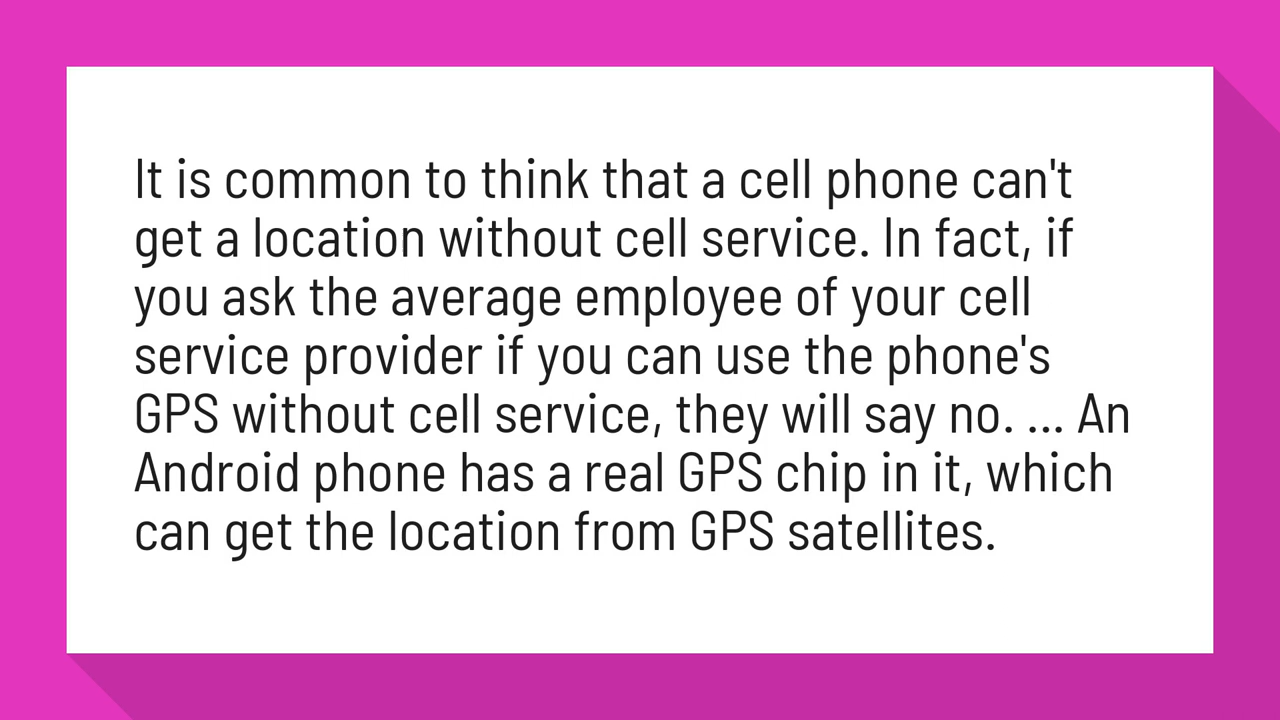 It is common to think that a cell phone can't
get a location without cell service. In fact, if
you ask the average employee of your cell
service provider if you can use the phone's
GPS without cell service, they will say no. ... An
Android phone has a real GPS chip in it, which
can get the location from GPS satellites.